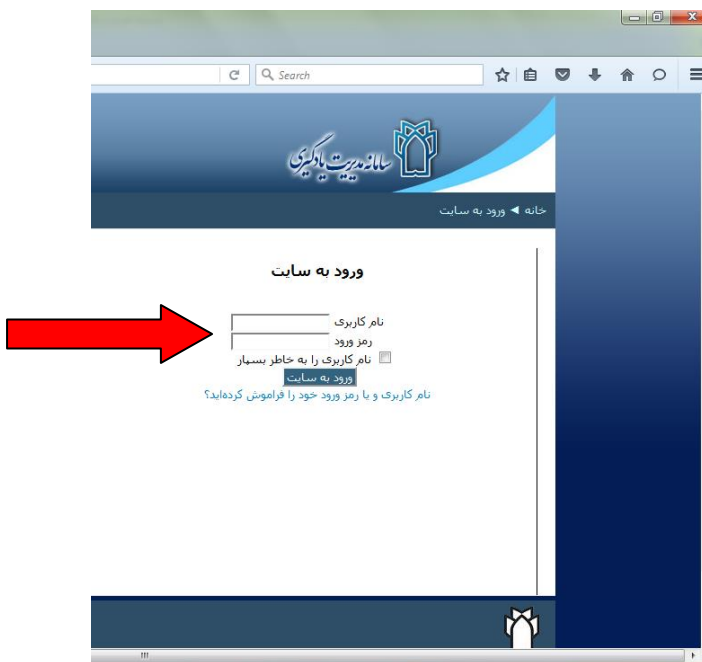 Search
سامانه مدیریت یادگیری
خانه ◄ ورود به سایت
ورود به سایت
نام کاربری
رمز ورود
نام کاربری را به خاطر بسپار
ورود به سایت
نام کاربری و یا رمز ورود خود را فراموش کرده‌اید؟